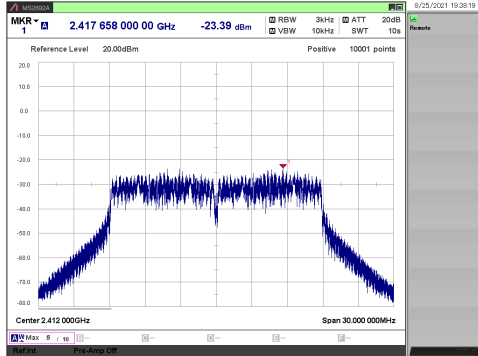 MS2692A
8/25/2021 19:38:19
MKR 1 A 2.417 658 000 00 GHz -23.39 dBm
RBW 3kHz ATT 20dB
VBW 10kHz SWT 10s
Remote
Reference Level 20.00dBm Positive 10001 points
20.0
10.0
0.0
-10.0
-20.0
-30.0
-40.0
-50.0
-60.0
-70.0
-80.0
1
Center 2.412 000GHz Span 30.000 000MHz
A W Max 5 / 10 B-- C-- D-- E-- F--
Ref.Int Pre-Amp Off